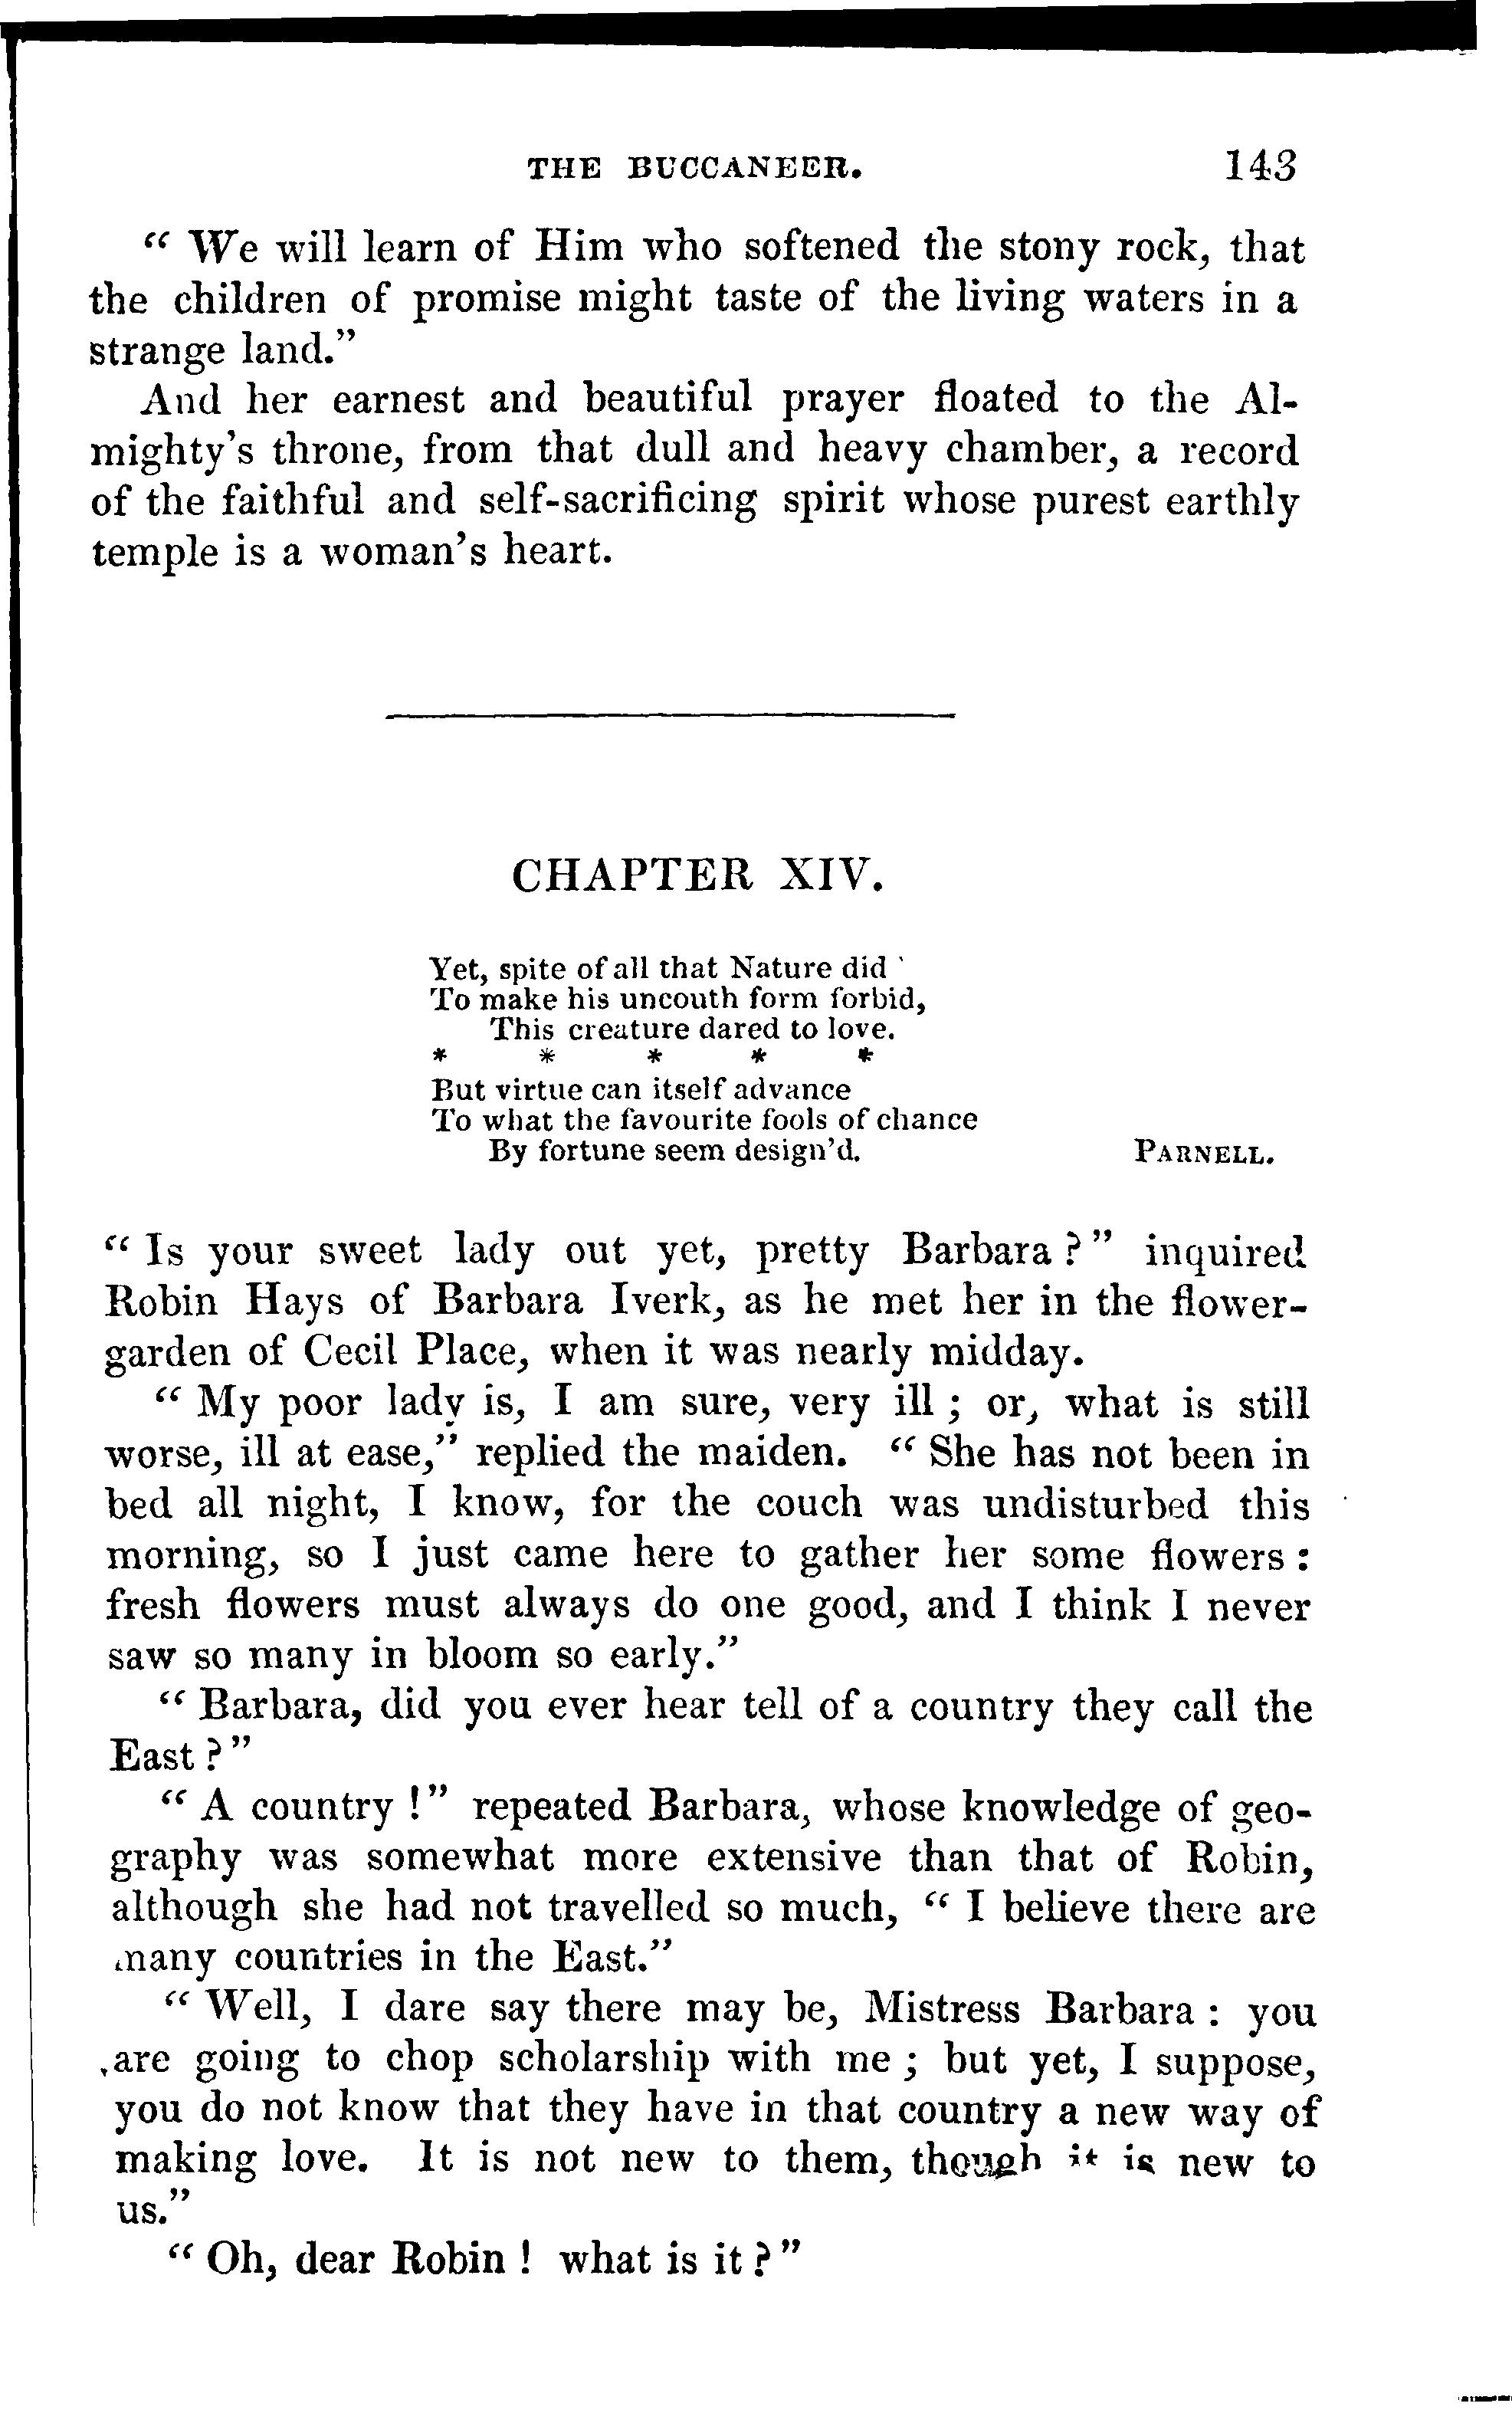 THE BUCCANEER. 143
“ We will learn of Him who softened the stony rock, that
the children of promise might taste of the living waters in a
strange land.”
And her earnest and beautiful prayer floated to the Al-
mighty’s throne, from that dull and heavy chamber, a record
of the faithful and self-sacrificing spirit whose purest earthly
temple is a woman’s heart.
CHAPTER XIV.
Yet, spite of all that Nature did
To make his uncouth form forbid,
This creature dared to love.
* * * * *
But virtue can itself advance
To what the favourite fools of chance
By fortune seem design’d. PARNELL.
“ Is your sweet lady out yet, pretty Barbara ? ” inquired
Robin Hays of Barbara Iverk, as he met her in the flower-
garden of Cecil Place, when it was nearly midday.
“ My poor lady is, I am sure, very ill ; or, what is still
worse, ill at ease,” replied the maiden. “ She has not been in
bed all night, I know, for the couch was undisturbed this
morning, so I just came here to gather her some flowers :
fresh flowers must always do one good, and I think I never
saw so many in bloom so early.”
“ Barbara, did you ever hear tell of a country they call the
East ? ”
“ A country ! ” repeated Barbara, whose knowledge of geo-
graphy was somewhat more extensive than that of Robin,
although she had not travelled so much, “ I believe there are
many countries in the East.”
“ Well, I dare say there may be, Mistress Barbara : you
are going to chop scholarship with me ; but yet, I suppose,
you do not know that they have in that country a new way of
making love. It is not new to them, though it is new to
us.”
“ Oh, dear Robin ! what is it ? ”